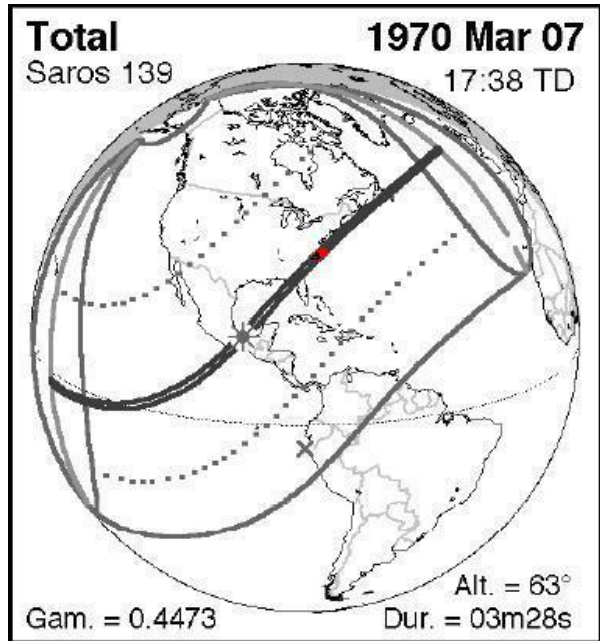 Total
1970 Mar 07
Saros 139
17:38 TD
Alt. = 63°
Gam. = 0.4473
Dur. = 03m28s